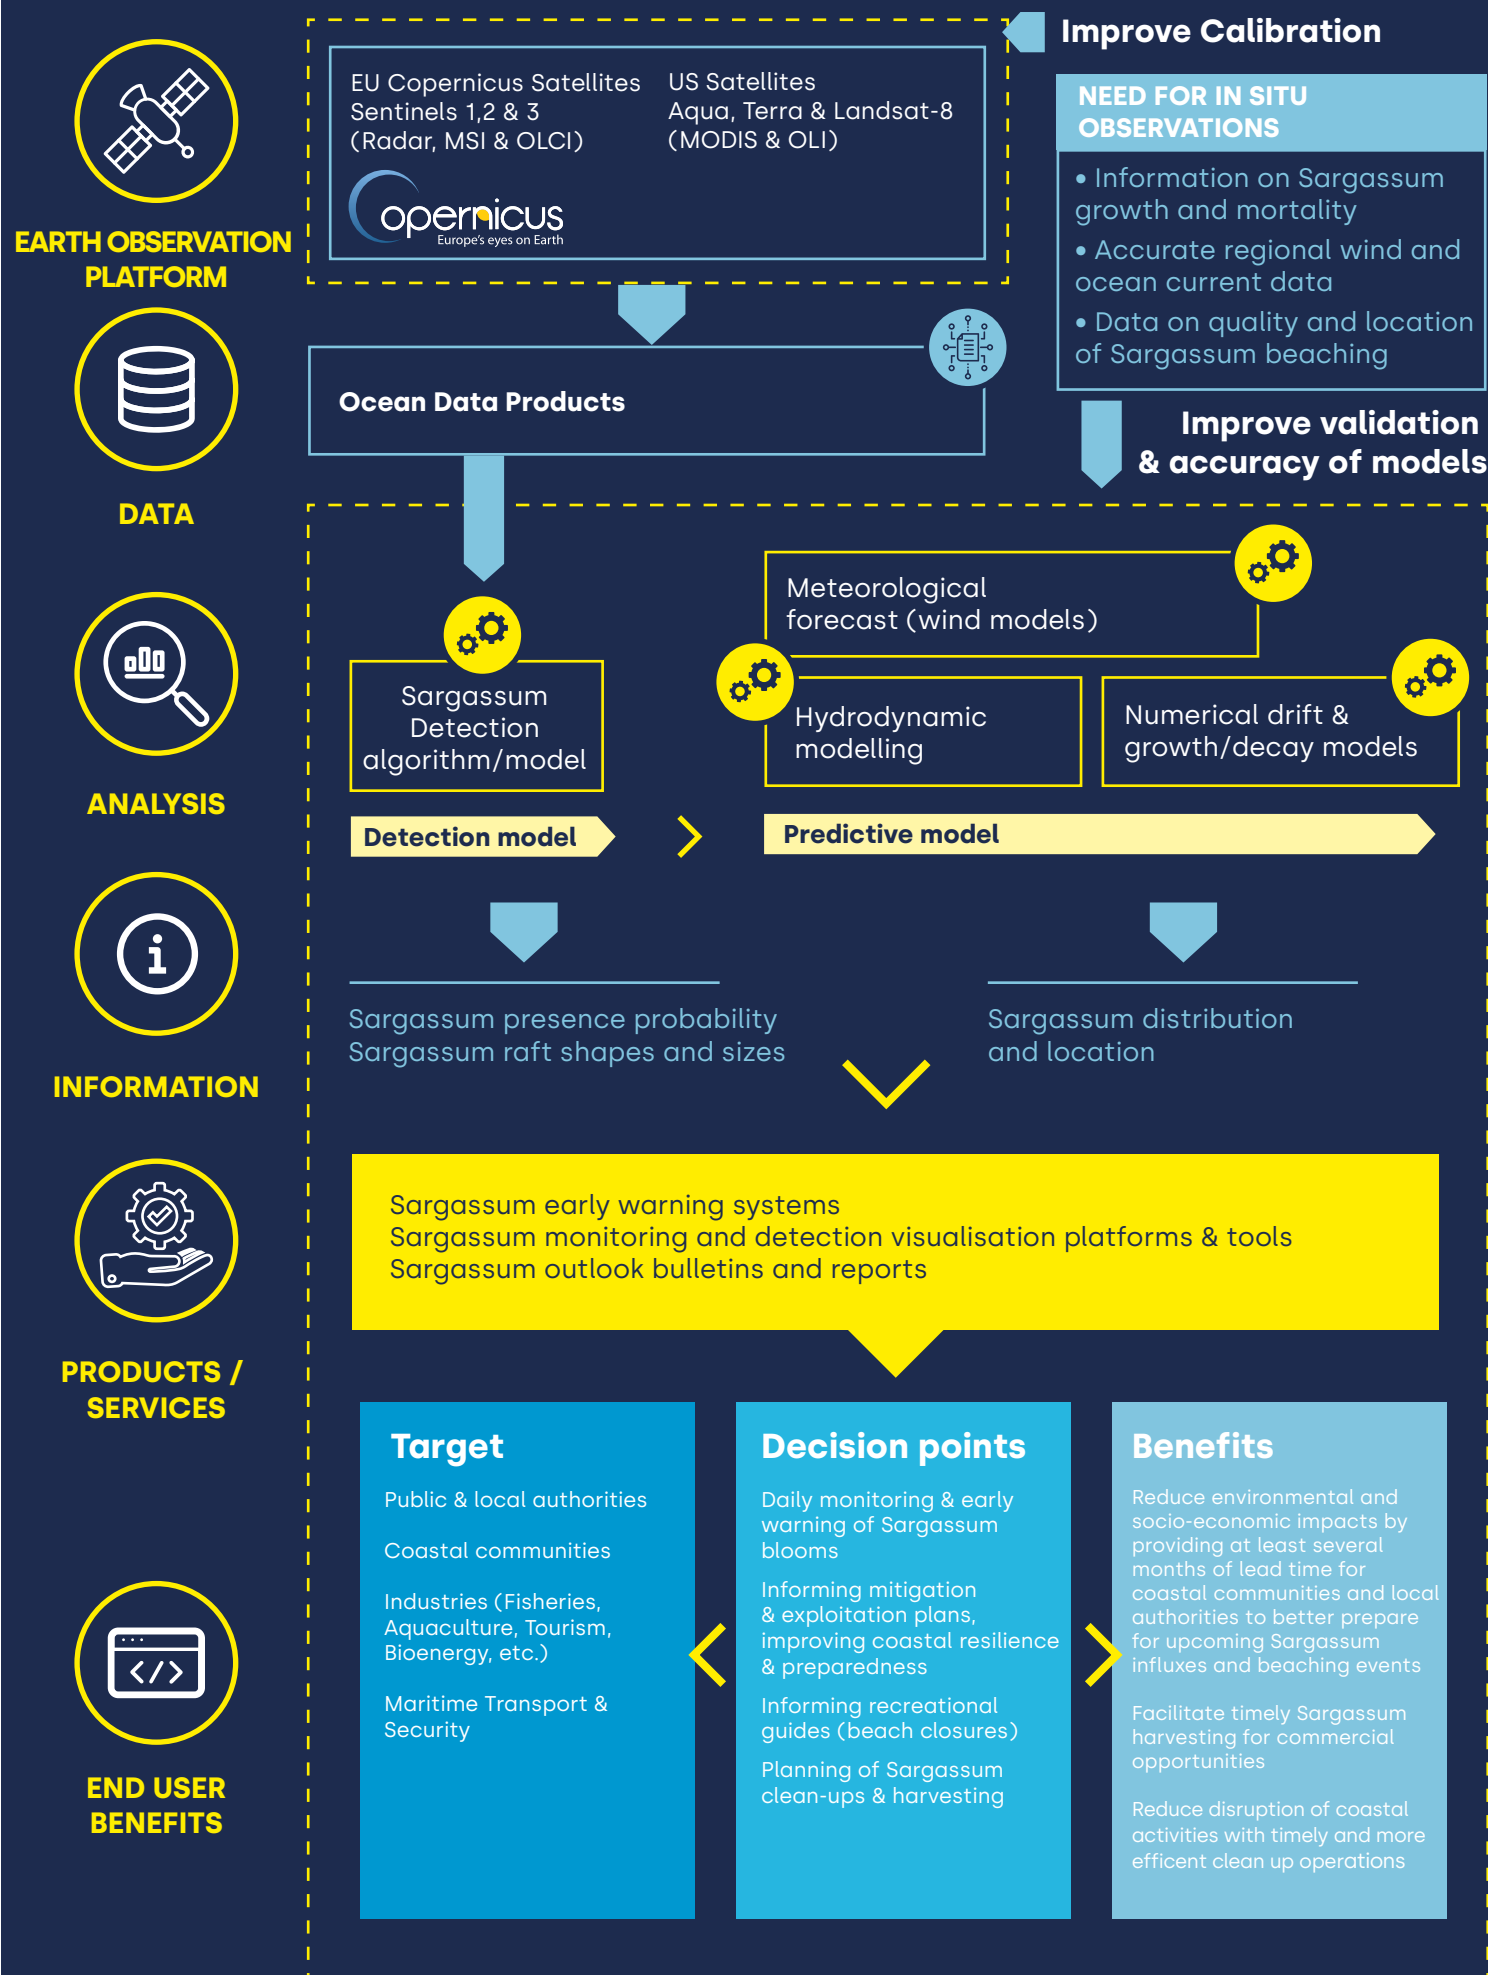 Improve Calibration
EU Copernicus Satellites
Sentinels 1,2 & 3
(Radar, MSI & OLCI)
US Satellites
Aqua, Terra & Landsat-8
(MODIS & OLI)
opernicus
Europe's eyes on Earth
EARTH OBSERVATION
PLATFORM
NEED FOR IN SITU
OBSERVATIONS
• Information on Sargassum
growth and mortality
• Accurate regional wind and
ocean current data
• Data on quality and location
of Sargassum beaching
Ocean Data Products
Improve validation
& accuracy of models
DATA
Sargassum
Detection
algorithm/model
Meteorological
forecast (wind models)
Hydrodynamic
modelling
Numerical drift &
growth/decay models
ANALYSIS
Detection model
Predictive model
i
Sargassum presence probability
Sargassum raft shapes and sizes
Sargassum distribution
and location
INFORMATION
Sargassum early warning systems
Sargassum monitoring and detection visualisation platforms & tools
Sargassum outlook bulletins and reports
PRODUCTS /
SERVICES
Target
Public & local authorities
Coastal communities
Industries (Fisheries,
Aquaculture, Tourism,
Bioenergy, etc.)
Maritime Transport &
Security
Decision points
Daily monitoring & early
warning of Sargassum
blooms
Informing mitigation
& exploitation plans,
improving coastal resilience
& preparedness
Informing recreational
guides (beach closures)
Planning of Sargassum
clean-ups & harvesting
Benefits
Reduce environmental and
socio-economic impacts by
providing at least several
months of lead time for
coastal communities and local
authorities to better prepare
for upcoming Sargassum
influxes and beaching events
Facilitate timely Sargassum
harvesting for commercial
opportunities
Reduce disruption of coastal
activities with timely and more
efficent clean up operations
</>
END USER
BENEFITS